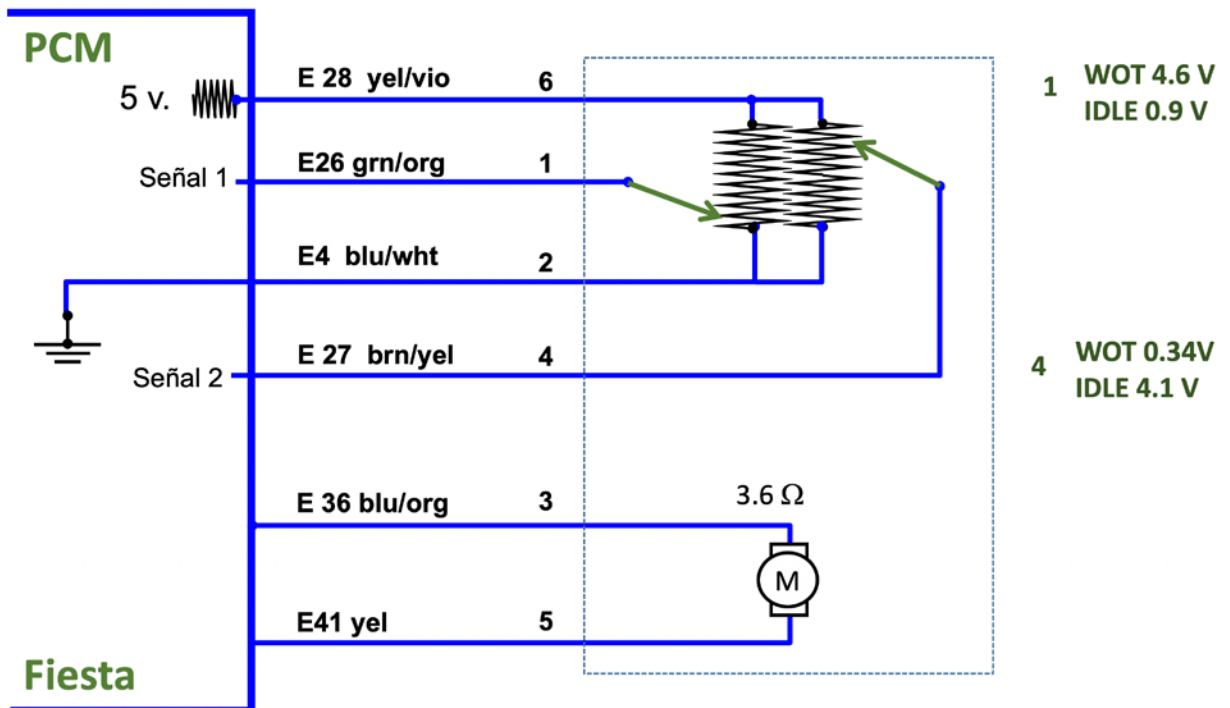 PCM
E 28 yel/vio 6
5 v.
1 WOT 4.6 V
IDLE 0.9 V
E26 grn/org 1
Señal 1
E4 blu/wht 2
E 27 brn/yel 4
Señal 2
4 WOT 0.34V
IDLE 4.1 V
3.6 Ω
E 36 blu/org 3
M
E41 yel 5
Fiesta